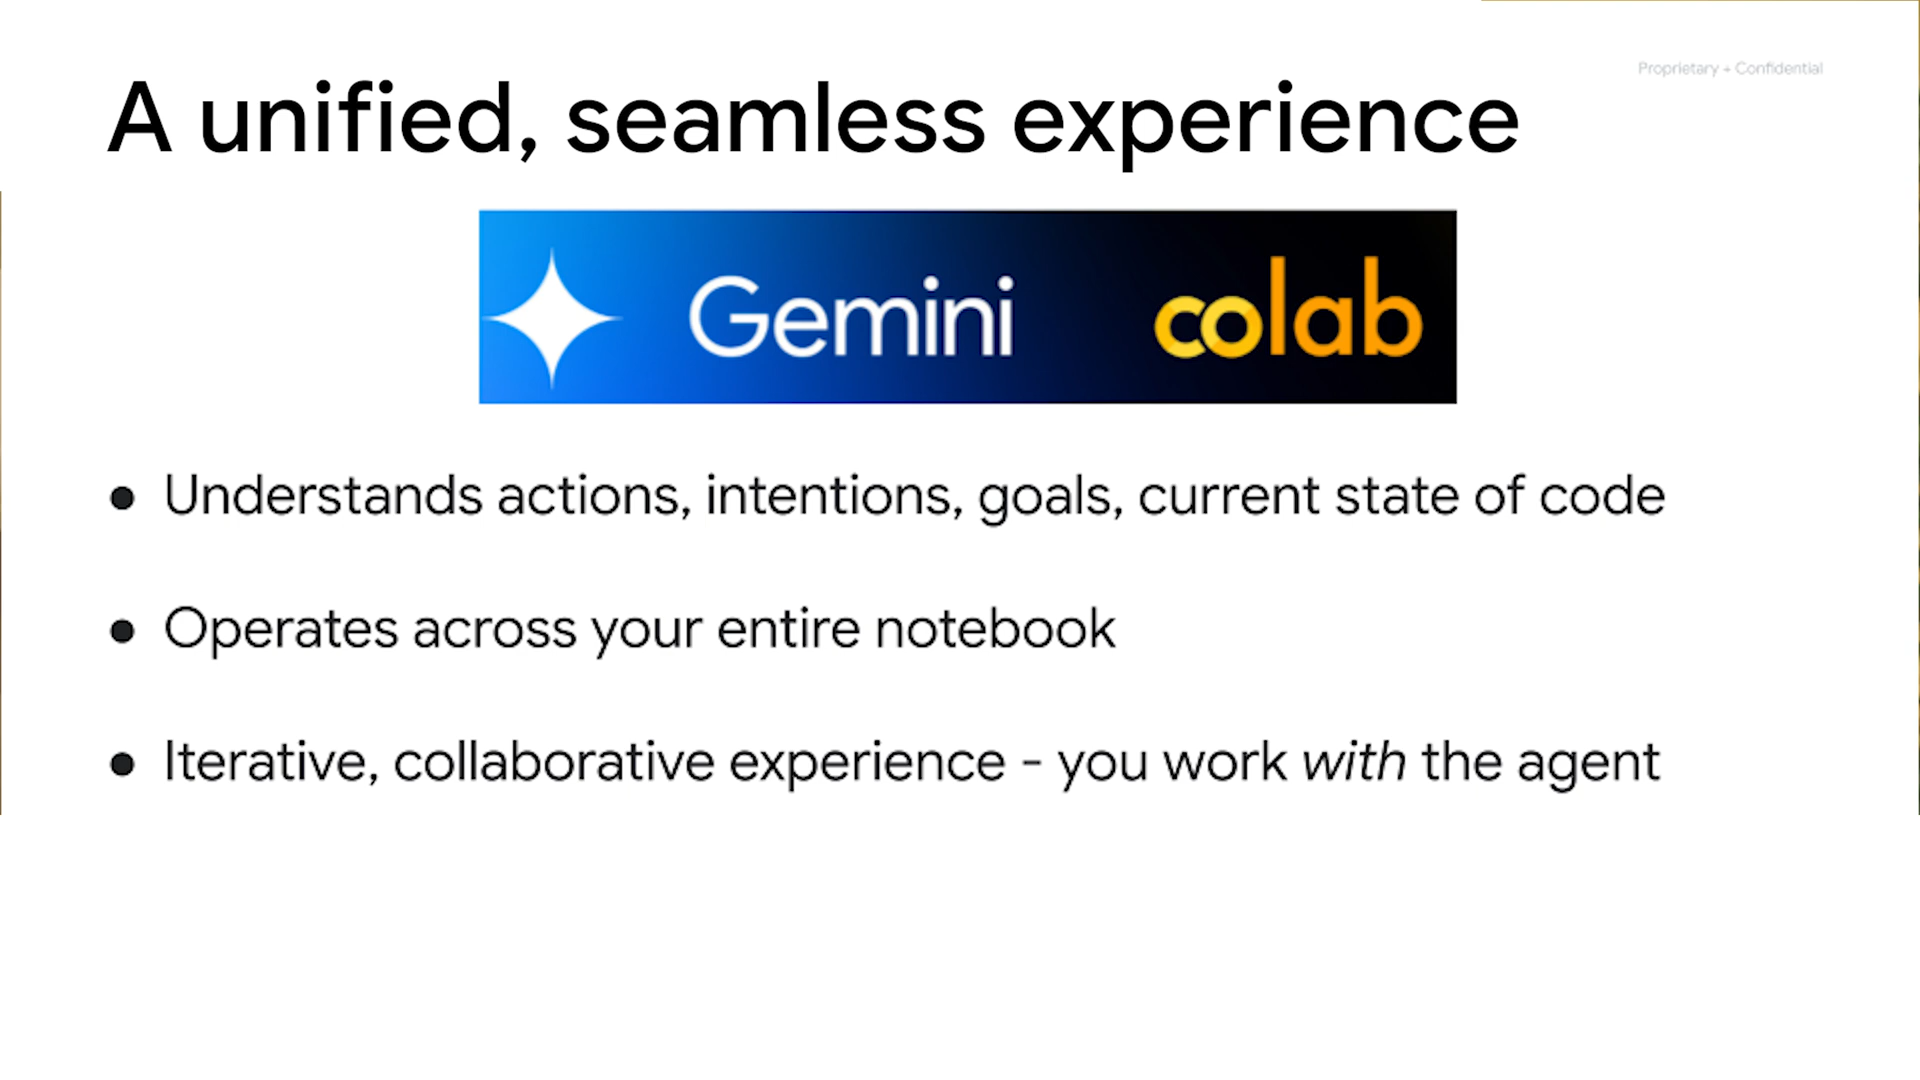 Proprietary + Confidential
A unified, seamless experience
Gemini colab
● Understands actions, intentions, goals, current state of code
● Operates across your entire notebook
● Iterative, collaborative experience - you work with the agent